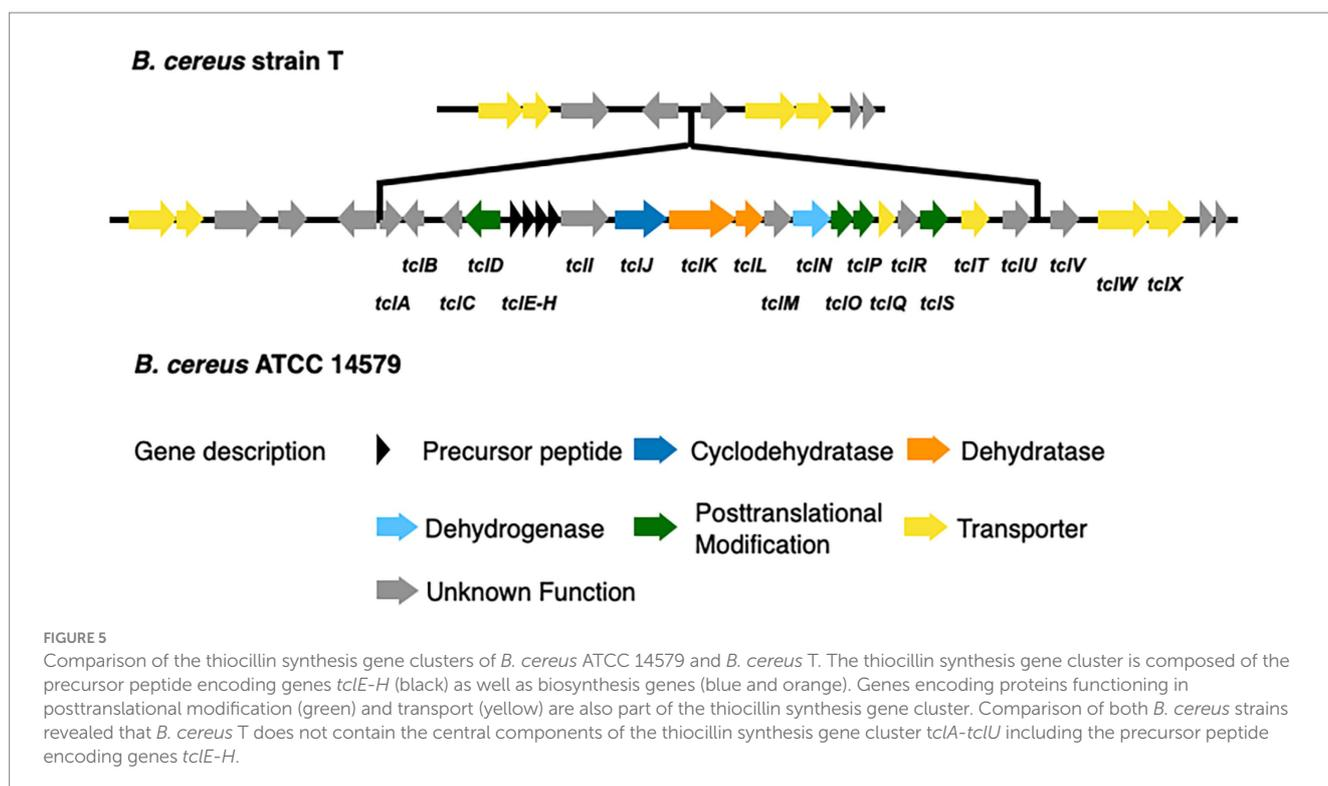 B. cereus strain T
tclB tclD tclI tclJ tclK tclL tclN tclP tclR tclT tclU tclV
tclW tclX
tclA tclC tclE-H tclM tclO tclQ tclS
B. cereus ATCC 14579
Gene description Precursor peptide Cyclodehydratase Dehydratase
Dehydrogenase Posttranslational Modification Transporter
Unknown Function
FIGURE 5
Comparison of the thiocillin synthesis gene clusters of B. cereus ATCC 14579 and B. cereus T. The thiocillin synthesis gene cluster is composed of the
precursor peptide encoding genes tclE-H (black) as well as biosynthesis genes (blue and orange). Genes encoding proteins functioning in
posttranslational modification (green) and transport (yellow) are also part of the thiocillin synthesis gene cluster. Comparison of both B. cereus strains
revealed that B. cereus T does not contain the central components of the thiocillin synthesis gene cluster tclA-tclU including the precursor peptide
encoding genes tclE-H.